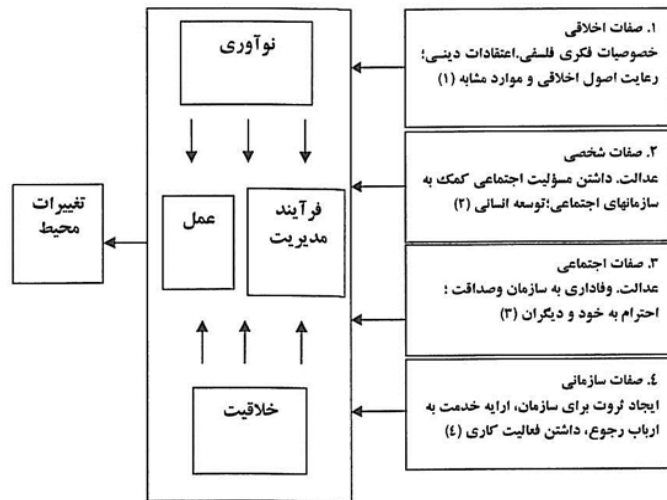 ۱. صفات اخلاقی
خصوصیات فکری فلسفی.اعتقادات دینی؛
رعایت اصول اخلاقی و موارد مشابه (۱)
۲. صفات شخصی
عدالت. داشتن مسؤلیت اجتماعی کمک به
سازمانهای اجتماعی؛توسعه انسانی (۲)
۳. صفات اجتماعی
عدالت. وفاداری به سازمان وصداقت ؛
احترام به خود و دیگران (۳)
۴. صفات سازمانی
ایجاد ثروت برای سازمان، ارایه خدمت به
ارباب رجوع، داشتن فعالیت کاری (٤)
نوآوری
فرآیند
مدیریت
عمل
خلاقیت
تغییرات
محیط